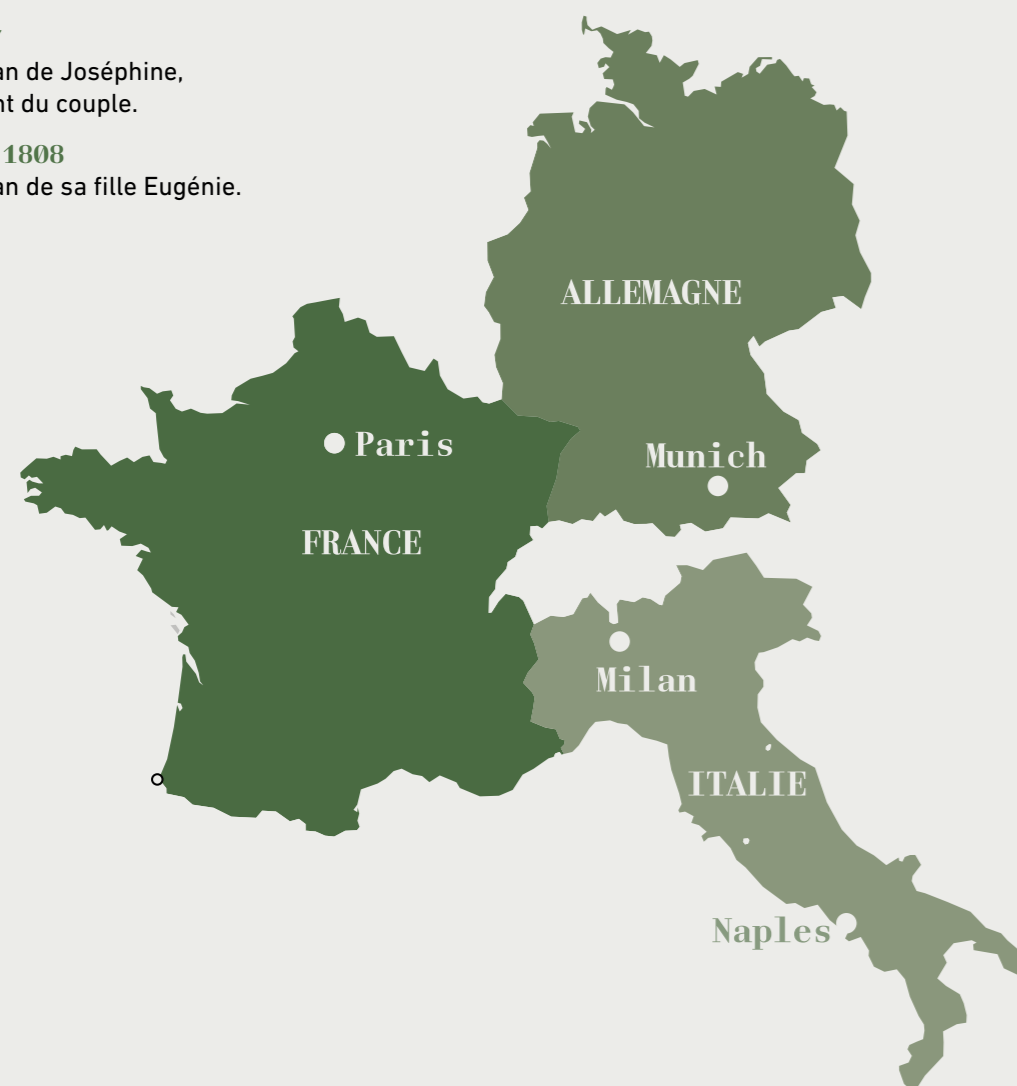 an de Joséphine,
nt du couple.
1808
an de sa fille Eugénie.
ALLEMAGNE
Paris
Munich
FRANCE
Milan
ITALIE
Naples